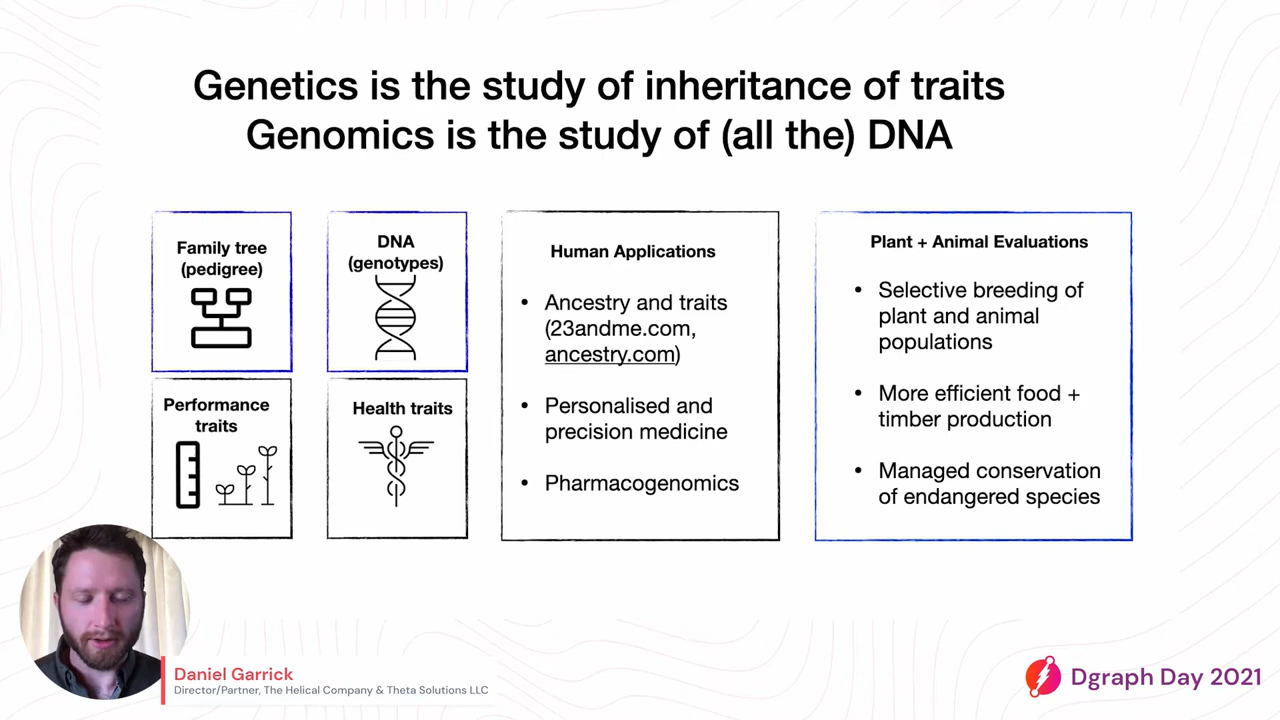 Genetics is the study of inheritance of traits
Genomics is the study of (all the) DNA
Family tree
(pedigree)
DNA
(genotypes)
Performance
traits
Health traits
Human Applications
• Ancestry and traits
(23andme.com,
ancestry.com)
• Personalised and
precision medicine
• Pharmacogenomics
Plant + Animal Evaluations
• Selective breeding of
plant and animal
populations
• More efficient food +
timber production
• Managed conservation
of endangered species
Daniel Garrick
Director/Partner, The Helical Company & Theta Solutions LLC
Dgraph Day 2021